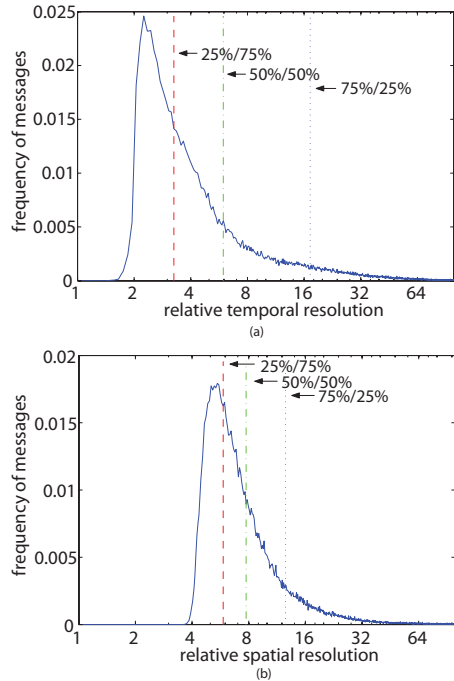 0.025
0.02
0.015
0.01
0.005
0
frequency of messages
25%/75%
50%/50%
75%/25%
1 2 4 8 16 32 64
relative temporal resolution
(a)
0.02
0.015
0.01
0.005
0
frequency of messages
25%/75%
50%/50%
75%/25%
1 2 4 8 16 32 64
relative spatial resolution
(b)